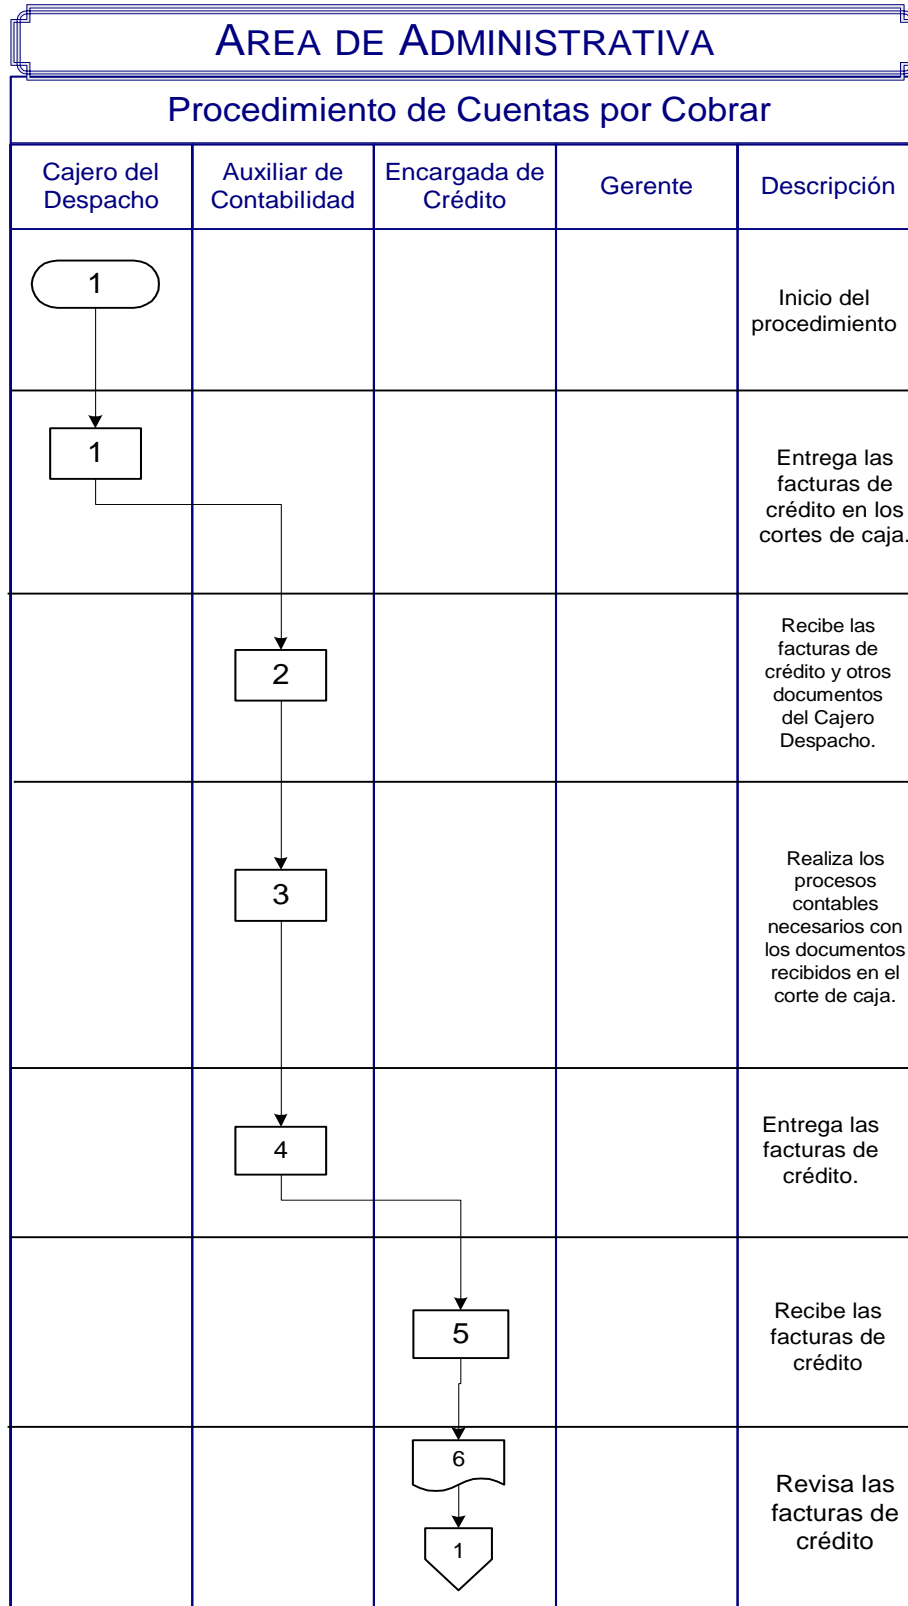 AREA DE ADMINISTRATIVA
Procedimiento de Cuentas por Cobrar
Cajero del
Despacho
Auxiliar de
Contabilidad
Encargada de
Crédito
Gerente
Descripción
1
Inicio del
procedimiento
1
Entrega las
facturas de
crédito en los
cortes de caja.
2
Recibe las
facturas de
crédito y otros
documentos
del Cajero
Despacho.
3
Realiza los
procesos
contables
necesarios con
los documentos
recibidos en el
corte de caja.
4
Entrega las
facturas de
crédito.
5
Recibe las
facturas de
crédito
6
1
Revisa las
facturas de
crédito